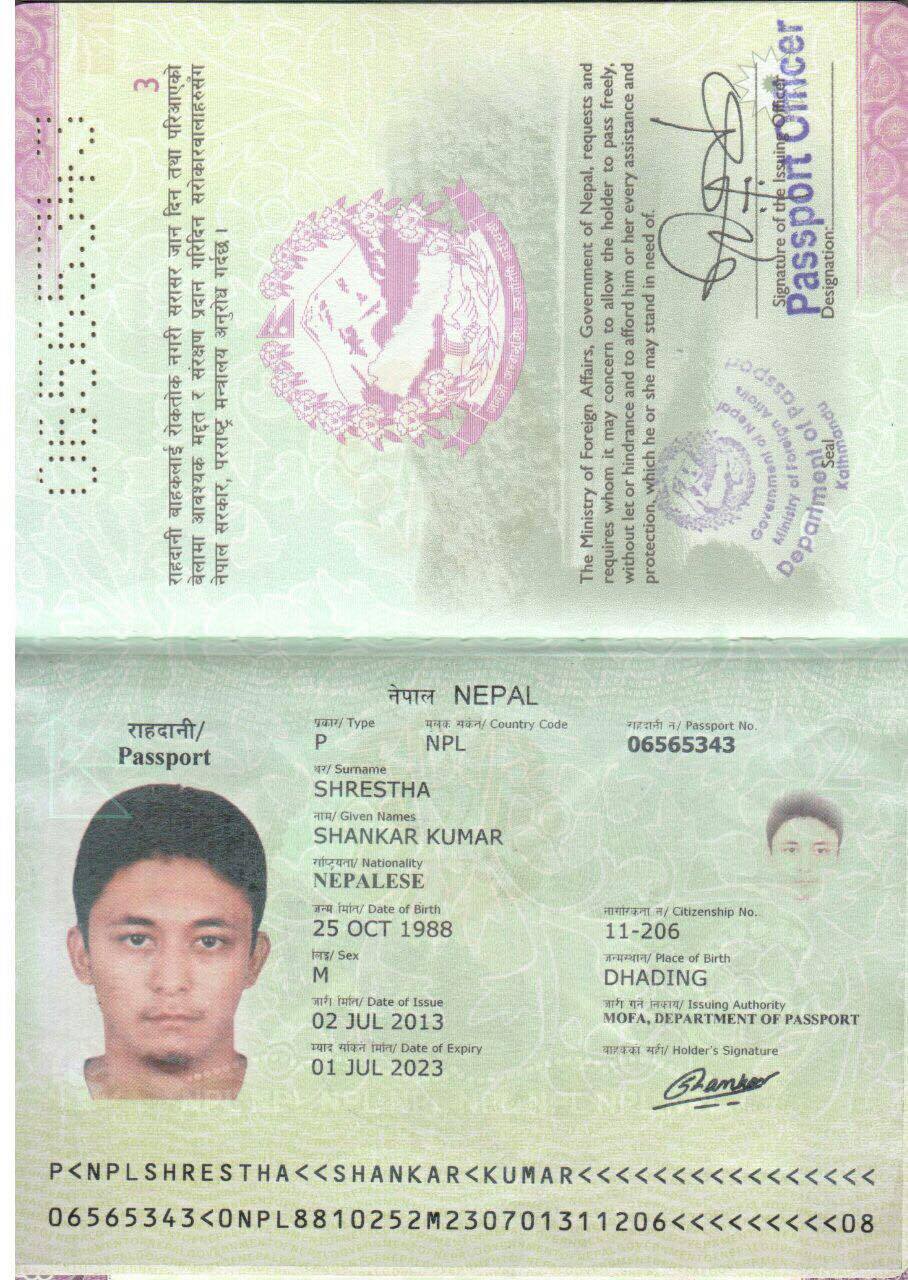 06565343
3
राहदानी बाहकलाई रोकतोक नगरी सरासर जान दिन तथा परिआएको
बेलामा आवश्यक मद्दत र संरक्षण प्रदान गरिदिन सरोकारवालाहरुसँग
नेपाल सरकार, परराष्ट्र मन्त्रालय अनुरोध गर्दछ ।
The Ministry of Foreign Affairs, Government of Nepal, requests and
requires whom it may concern to allow the holder to pass freely,
without let or hindrance and to afford him or her every assistance and
protection, which he or she may stand in need of.
Signature of the Issuing Officer
Passport Officer
Designation:
Government of Nepal
Ministry of Foreign Affairs
Department of Passport
Seal
Kathmandu
नेपाल NEPAL
राहदानी/
Passport
प्रकार/ Type
P
Country Code
NPL
राहदानी नं/ Passport No.
06565343
थर/ Surname
SHRESTHA
नाम/ Given Names
SHANKAR KUMAR
राष्ट्रियता/ Nationality
NEPALESE
जन्म मिति/ Date of Birth
25 OCT 1988
नागरिकता नं/ Citizenship No.
11-206
लिङ्ग/ Sex
M
जन्मस्थान/ Place of Birth
DHADING
जारी मिति/ Date of Issue
02 JUL 2013
जारी गर्ने निकाय/ Issuing Authority
MOFA, DEPARTMENT OF PASSPORT
Date of Expiry
01 JUL 2023
Holder's Signature
Shankar
P<NPLSHRESTHA<<SHANKAR<KUMAR<<<<<<<<<<<<<<<<
06565343<0NPL8810252M230701311206<<<<<<<<<08